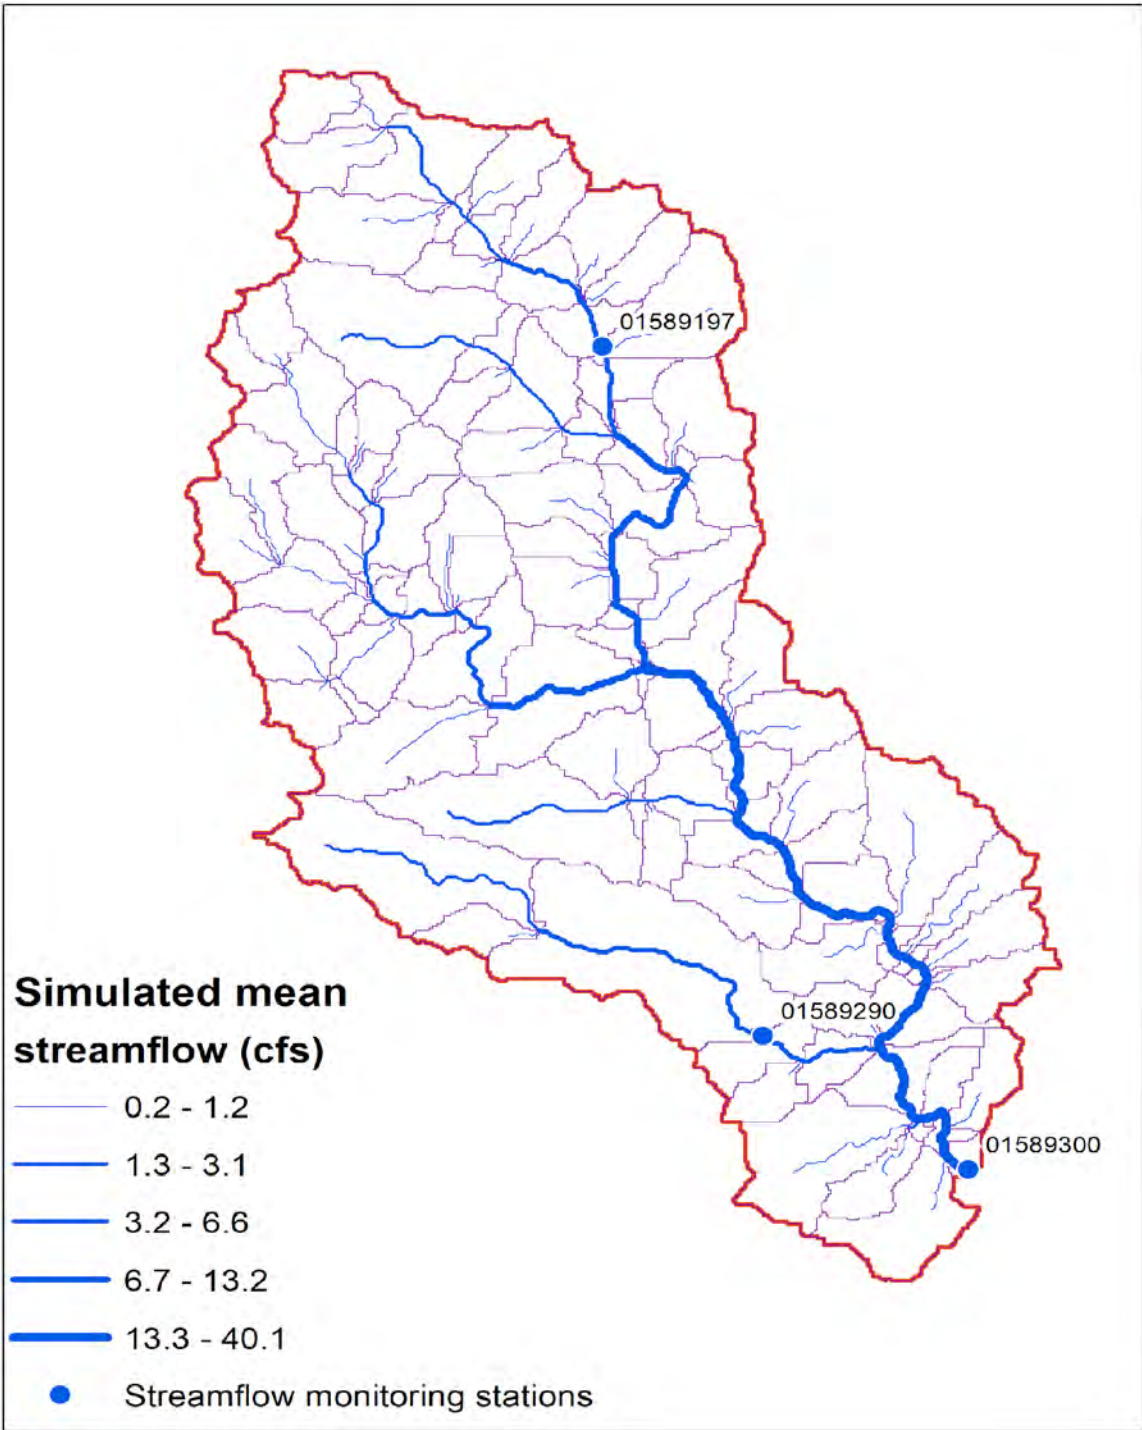 01589197
01589290
01589300
Simulated mean
streamflow (cfs)
0.2 - 1.2
1.3 - 3.1
3.2 - 6.6
6.7 - 13.2
13.3 - 40.1
Streamflow monitoring stations